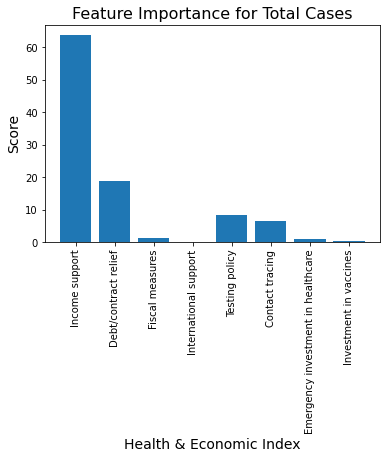 Feature Importance for Total Cases
Score
60
50
40
30
20
10
0
Income support
Debt/contract relief
Fiscal measures
International support
Testing policy
Contact tracing
Emergency investment in healthcare
Investment in vaccines
Health & Economic Index